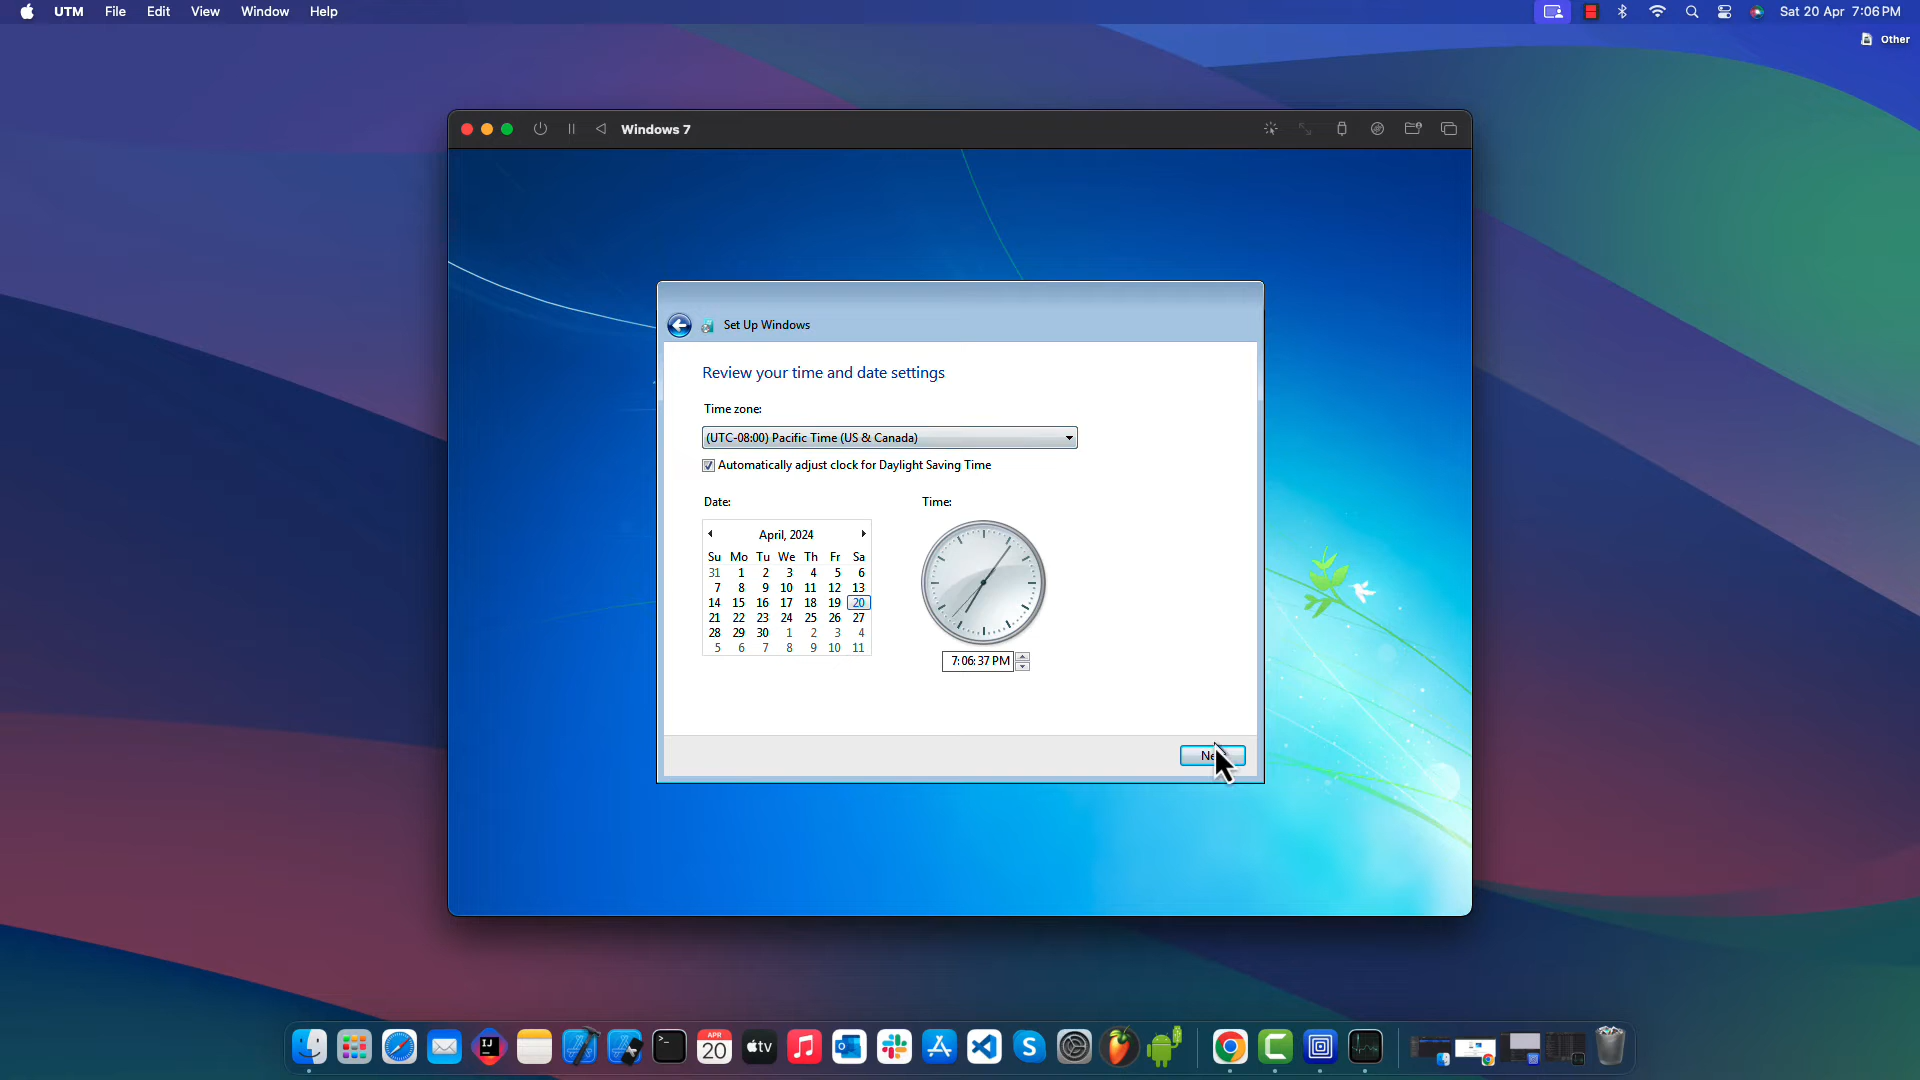 UTM File Edit View Window Help
Sat 20 Apr 7:06 PM
Other
Windows 7
Set Up Windows
Review your time and date settings
Time zone:
(UTC-08:00) Pacific Time (US & Canada)
Automatically adjust clock for Daylight Saving Time
Date:
Time:
April, 2024
Su Mo Tu We Th Fr Sa
31 1 2 3 4 5 6
7 8 9 10 11 12 13
14 15 16 17 18 19 20
21 22 23 24 25 26 27
28 29 30 1 2 3 4
5 6 7 8 9 10 11
7:06:37 PM
IJ
APR
20
tv
S